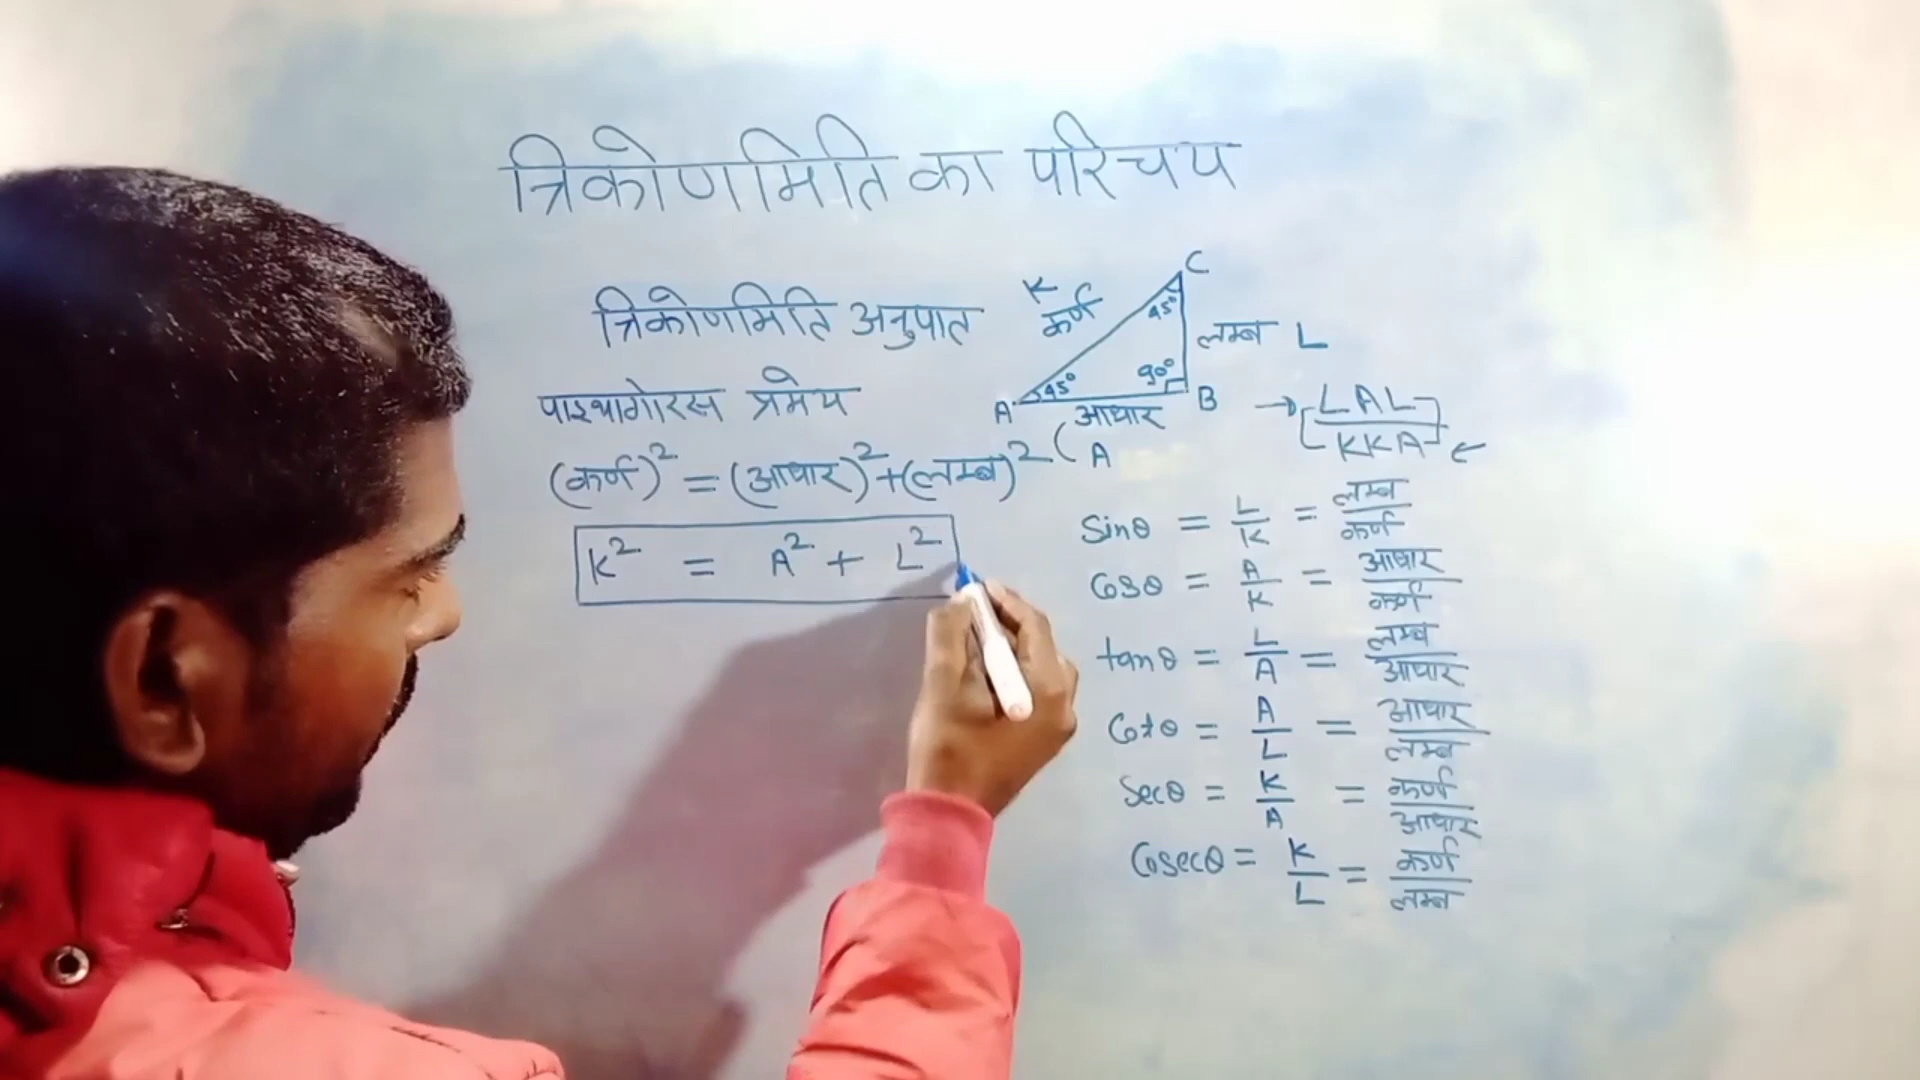 त्रिकोणमिति का परिचय
त्रिकोणमिति अनुपात
पाइथागोरस प्रमेय
(कर्ण)² = (आधार)² + (लम्ब)²
K² = A² + L²
C
K
कर्ण
45°
लम्ब L
90°
45°
A
B
आधार
A
→ [LAL/KKA] ←
Sinθ = L/K = लम्ब/कर्ण
Cosθ = A/K = आधार/कर्ण
tanθ = L/A = लम्ब/आधार
Cotθ = A/L = आधार/लम्ब
Secθ = K/A = कर्ण/आधार
Cosecθ = K/L = कर्ण/लम्ब